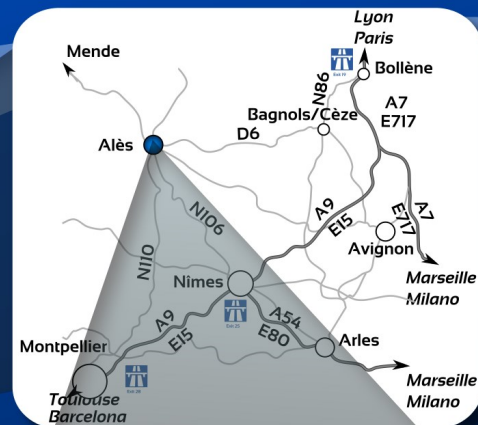 Lyon
Paris
Mende
Bollène
N86
A7
E717
Bagnols/Cèze
Alès
D6
N106
A9
E15
A7
E717
Avignon
N110
Nîmes
Marseille
Milano
A9
E15
A54
E80
Montpellier
Arles
Toulouse
Barcelona
Marseille
Milano